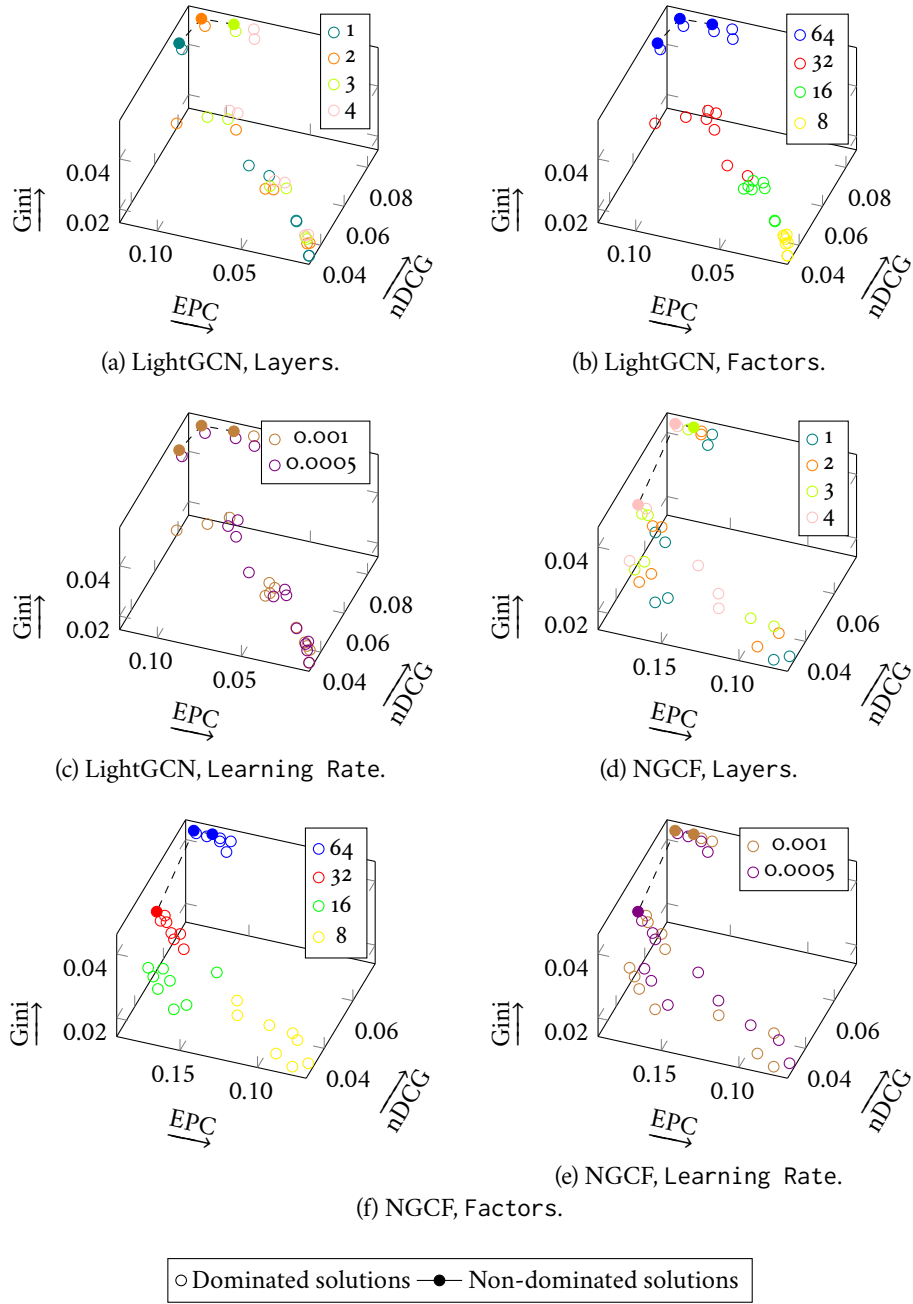 1
2
3
4
0.04
0.02
Gini
0.10
0.05
0.04
0.06
0.08
EPC
nDCG
(a) LightGCN, Layers.
64
32
16
8
0.04
0.02
Gini
0.10
0.05
0.04
0.06
0.08
EPC
nDCG
(b) LightGCN, Factors.
0.001
0.0005
0.04
0.02
Gini
0.10
0.05
0.04
0.06
0.08
EPC
nDCG
(c) LightGCN, Learning Rate.
1
2
3
4
0.04
0.02
Gini
0.15
0.10
0.04
0.06
EPC
nDCG
(d) NGCF, Layers.
64
32
16
8
0.04
0.02
Gini
0.15
0.10
0.04
0.06
EPC
nDCG
0.001
0.0005
0.04
0.02
Gini
0.15
0.10
0.04
0.06
EPC
nDCG
(e) NGCF, Learning Rate.
(f) NGCF, Factors.
Dominated solutions Non-dominated solutions